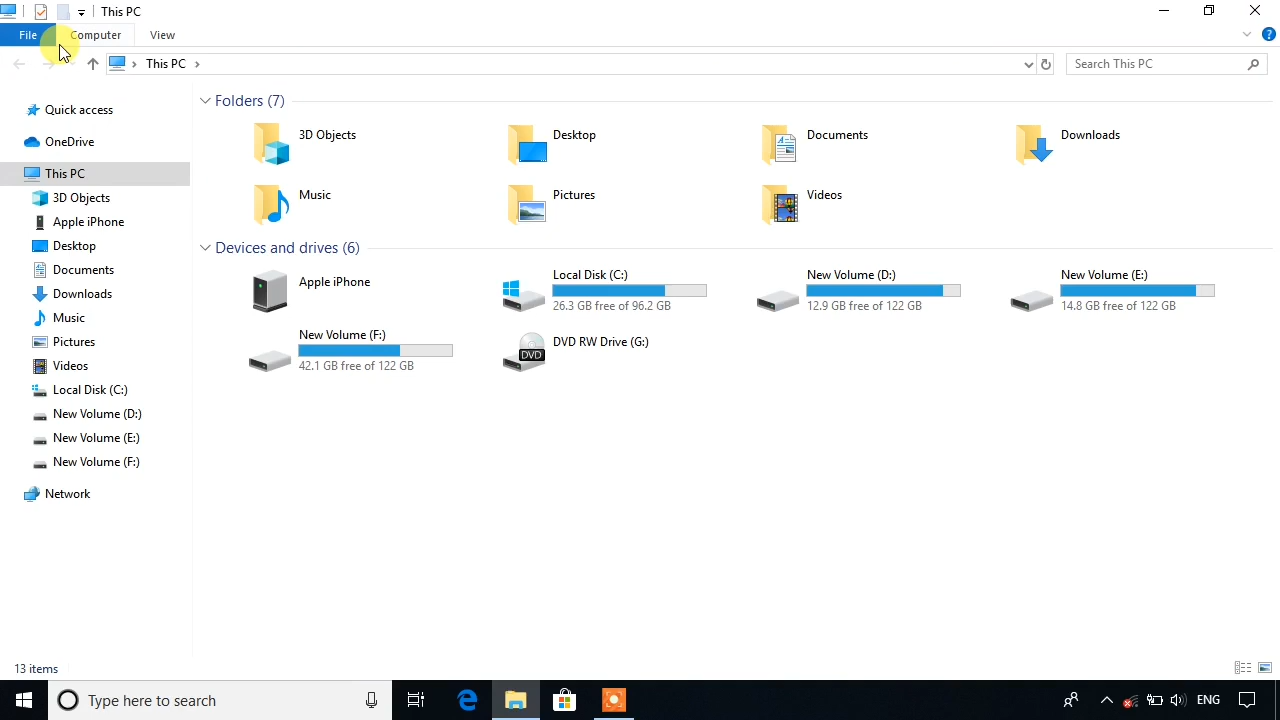 This PC
File
Computer
View
This PC
Search This PC
Quick access
OneDrive
This PC
3D Objects
Apple iPhone
Desktop
Documents
Downloads
Music
Pictures
Videos
Local Disk (C:)
New Volume (D:)
New Volume (E:)
New Volume (F:)
Network
Folders (7)
3D Objects
Desktop
Documents
Downloads
Music
Pictures
Videos
Devices and drives (6)
Apple iPhone
Local Disk (C:)
26.3 GB free of 96.2 GB
New Volume (D:)
12.9 GB free of 122 GB
New Volume (E:)
14.8 GB free of 122 GB
New Volume (F:)
42.1 GB free of 122 GB
DVD
DVD RW Drive (G:)
13 items
Type here to search
ENG